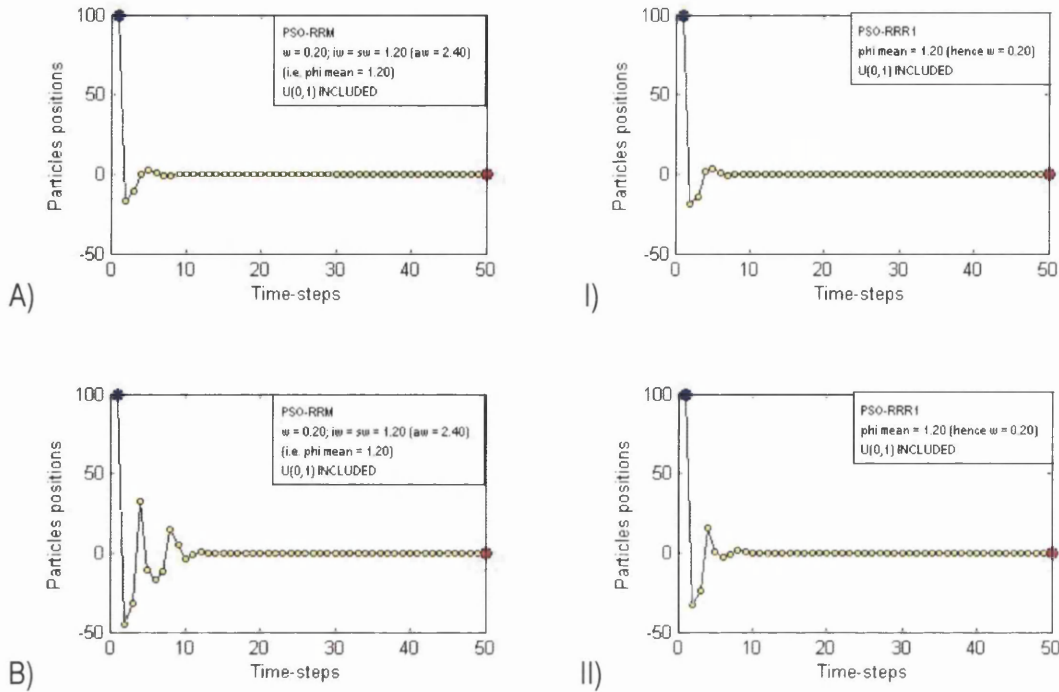 100
50
0
-50
Particles positions
PSO-RRM
w = 0.20; iw = sw = 1.20 (aw = 2.40)
(i.e. phi mean = 1.20)
U(0,1) INCLUDED
0 10 20 30 40 50
Time-steps
A)
100
50
0
-50
Particles positions
PSO-RRR1
phi mean = 1.20 (hence w = 0.20)
U(0,1) INCLUDED
0 10 20 30 40 50
Time-steps
I)
100
50
0
-50
Particles positions
PSO-RRM
w = 0.20; iw = sw = 1.20 (aw = 2.40)
(i.e. phi mean = 1.20)
U(0,1) INCLUDED
0 10 20 30 40 50
Time-steps
B)
100
50
0
-50
Particles positions
PSO-RRR1
phi mean = 1.20 (hence w = 0.20)
U(0,1) INCLUDED
0 10 20 30 40 50
Time-steps
II)